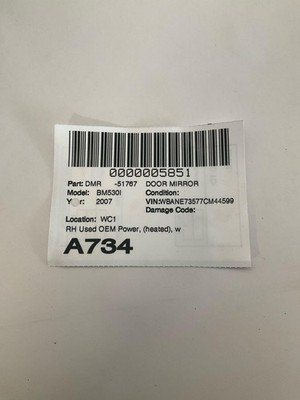 0000005851
Part: DMR -51767 DOOR MIRROR
Model: BM530I Condition:
Year: 2007 VIN:WBANE73577CM44599
Damage Code:
Location: WC1
RH Used OEM Power, (heated), w
A734